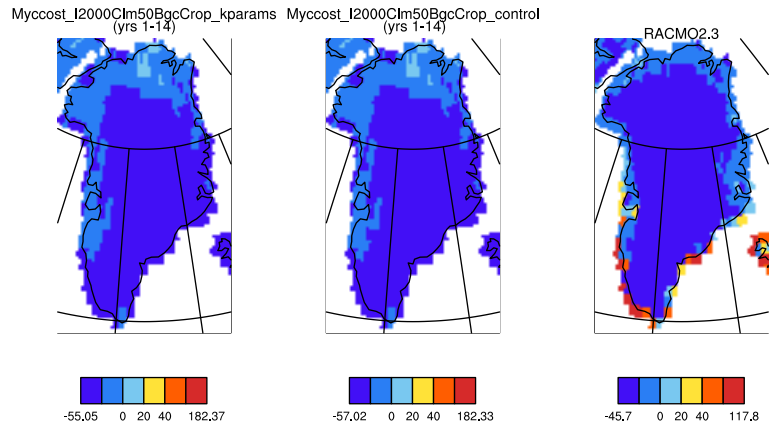 Myccost_I2000Clm50BgcCrop_kparams
(yrs 1-14)
Myccost_I2000Clm50BgcCrop_control
(yrs 1-14)
RACMO2.3
-55.05 0 20 40 182.37
-57.02 0 20 40 182.33
-45.7 0 20 40 117.8